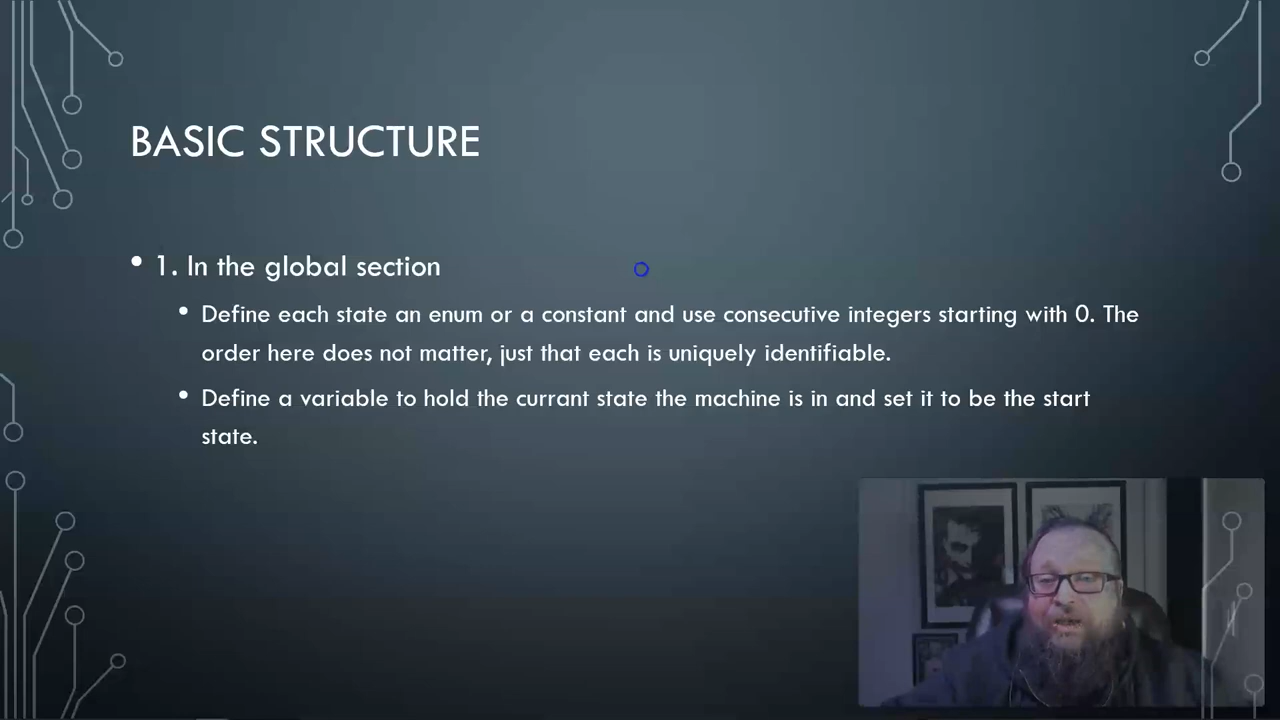 BASIC STRUCTURE
• 1. In the global section
• Define each state an enum or a constant and use consecutive integers starting with 0. The
order here does not matter, just that each is uniquely identifiable.
• Define a variable to hold the currant state the machine is in and set it to be the start
state.